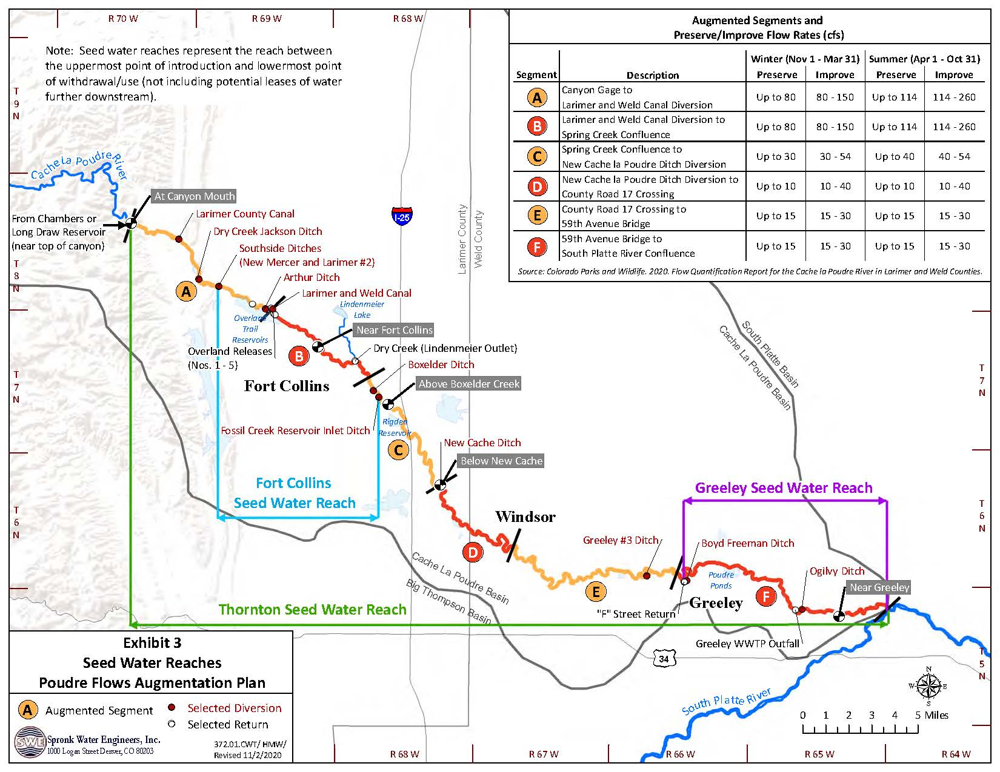 R 70 W
R 69 W
R 68 W
Note: Seed water reaches represent the reach between
the uppermost point of introduction and lowermost point
of withdrawal/use (not including potential leases of water
further downstream).
Augmented Segments and
Preserve/Improve Flow Rates (cfs)
Winter (Nov 1 - Mar 31) Summer (Apr 1 - Oct 31)
Segment Description Preserve Improve Preserve Improve
A Canyon Gage to
Larimer and Weld Canal Diversion Up to 80 80 - 150 Up to 114 114 - 260
B Larimer and Weld Canal Diversion to
Spring Creek Confluence Up to 80 80 - 150 Up to 114 114 - 260
C Spring Creek Confluence to
New Cache la Poudre Ditch Diversion Up to 30 30 - 54 Up to 40 40 - 54
D New Cache la Poudre Ditch Diversion to
County Road 17 Crossing Up to 10 10 - 40 Up to 10 10 - 40
E County Road 17 Crossing to
59th Avenue Bridge Up to 15 15 - 30 Up to 15 15 - 30
F 59th Avenue Bridge to
South Platte River Confluence Up to 15 15 - 30 Up to 15 15 - 30
Source: Colorado Parks and Wildlife. 2020. Flow Quantification Report for the Cache la Poudre River in Larimer and Weld Counties.
T
9
N
Cache La Poudre River
At Canyon Mouth
From Chambers or
Long Draw Reservoir
(near top of canyon)
Larimer County Canal
Dry Creek Jackson Ditch
Southside Ditches
(New Mercer and Larimer #2)
Arthur Ditch
Larimer and Weld Canal
I-25
Larimer County
Weld County
T
8
N
A
Lindenmeier
Lake
Overland
Trail
Reservoirs
Near Fort Collins
Overland Releases
(Nos. 1 - 5)
B
Dry Creek (Lindenmeier Outlet)
Boxelder Ditch
Fort Collins
Above Boxelder Creek
South Platte Basin
Cache La Poudre Basin
T
7
N
T
7
N
Rigden
Reservoir
Fossil Creek Reservoir Inlet Ditch
C
New Cache Ditch
Below New Cache
Fort Collins
Seed Water Reach
Greeley Seed Water Reach
T
6
N
T
6
N
Windsor
D
Greeley #3 Ditch
Boyd Freeman Ditch
Cache La Poudre Basin
Big Thompson Basin
Poudre
Ponds
Ogilvy Ditch
Near Greeley
E
F
Greeley
"F" Street Return
Thornton Seed Water Reach
Greeley WWTP Outfall
34
T
5
N
South Platte River
Exhibit 3
Seed Water Reaches
Poudre Flows Augmentation Plan
A Augmented Segment
Selected Diversion
Selected Return
SWE
Spronk Water Engineers, Inc.
1000 Logan Street Denver, CO 80203
372.01.CWT/ HMW/
Revised 11/2/2020
N
W
E
S
0 1 2 3 4 5 Miles
R 68 W
R 67 W
R 66 W
R 65 W
R 64 W